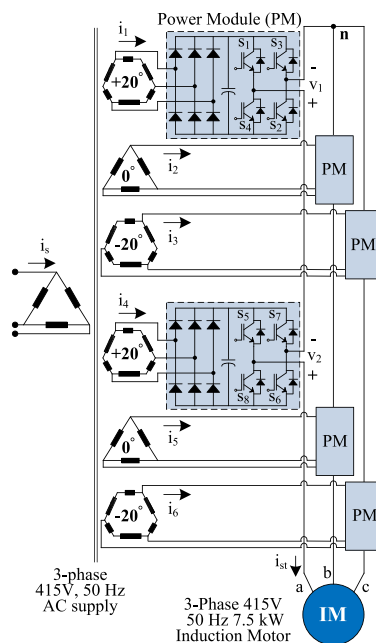 Power Module (PM)
i1
+20°
S1
S3
S4
S2
-
v1
+
n
0°
i2
PM
-20°
i3
PM
is
i4
+20°
S5
S7
S8
S6
-
v2
+
0°
i5
PM
-20°
i6
PM
3-phase
415V, 50 Hz
AC supply
ist
a
b
c
3-Phase 415V
50 Hz 7.5 kW
Induction Motor
IM